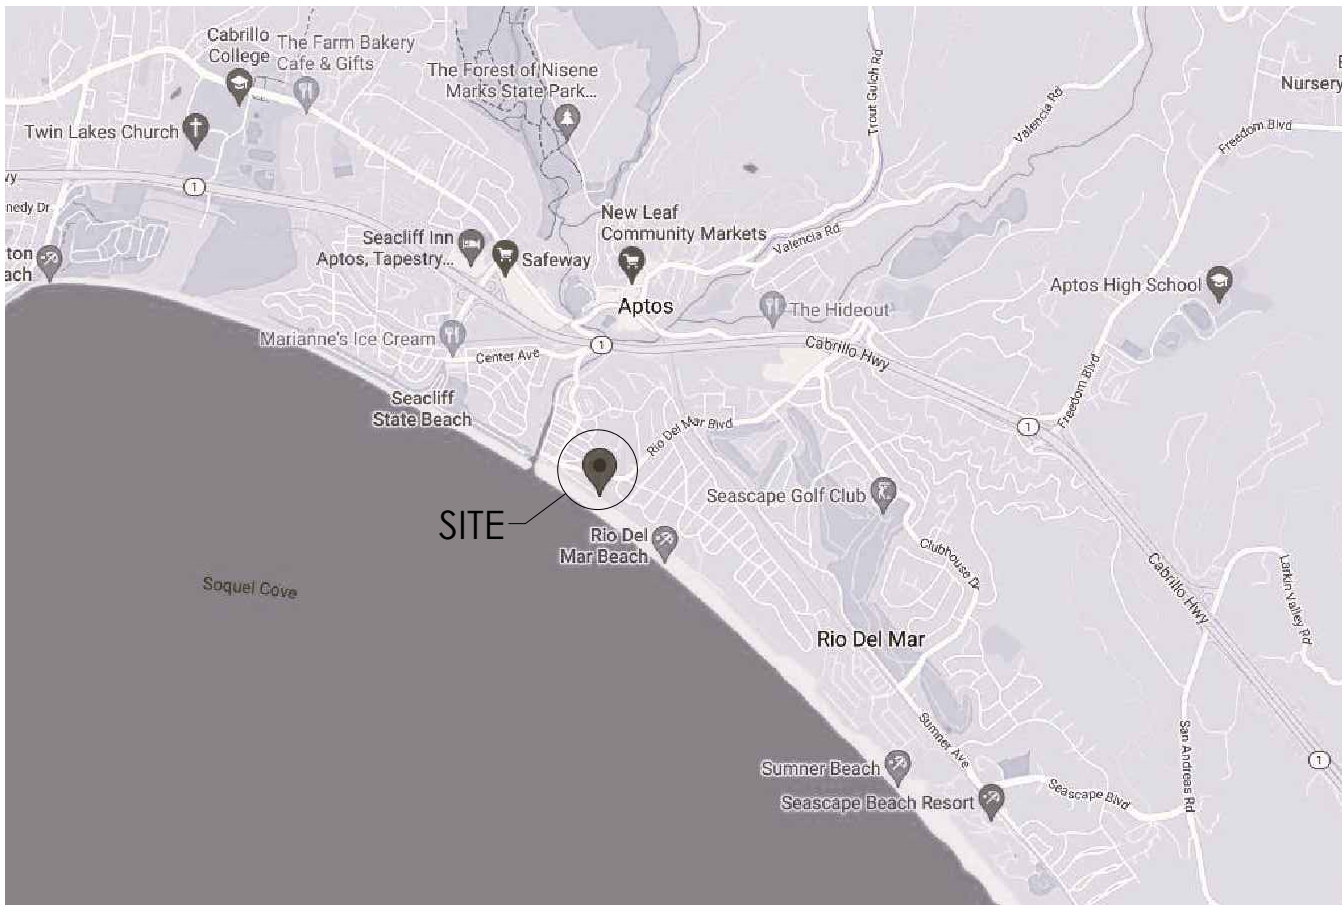 Cabrillo
College
The Farm Bakery
Cafe & Gifts
The Forest of Nisene
Marks State Park...
Trout Gulch Rd
Valencia Rd
Nursery
Freedom Blvd
Twin Lakes Church
1
nedy Dr
New Leaf
Community Markets
Valencia Rd
Seacliff Inn
Aptos, Tapestry...
Safeway
ton
ach
Aptos High School
Aptos
The Hideout
Marianne's Ice Cream
Center Ave
1
Cabrillo Hwy
Freedom Blvd
Seacliff
State Beach
Rio Del Mar Blvd
1
SITE
Seascape Golf Club
Rio Del
Mar Beach
Clubhouse Dr
Cabrillo Hwy
Larkin Valley Rd
Soquel Cove
Rio Del Mar
Sumner Ave
San Andreas Rd
1
Sumner Beach
Seascape Beach Resort
Seascape Blvd